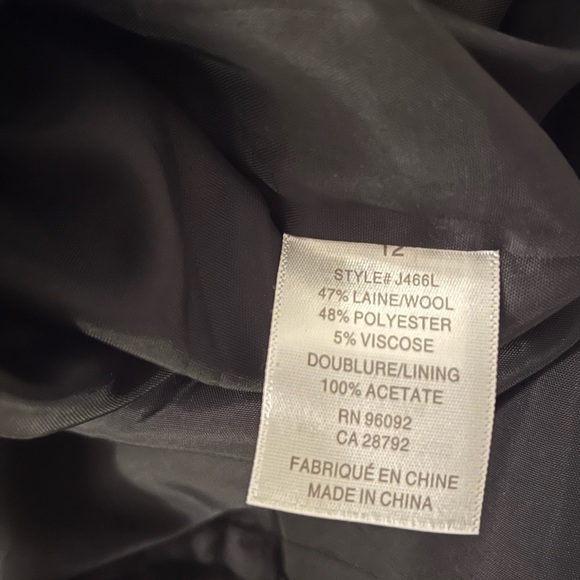 12
STYLE# J466L
47% LAINE/WOOL
48% POLYESTER
5% VISCOSE
DOUBLURE/LINING
100% ACETATE
RN 96092
CA 28792
FABRIQUÉ EN CHINE
MADE IN CHINA